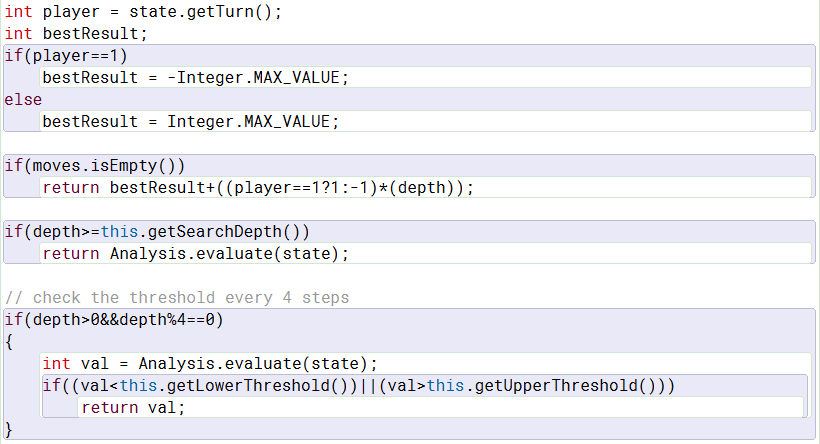 int player = state.getTurn();
int bestResult;
if(player==1)
bestResult = -Integer.MAX_VALUE;
else
bestResult = Integer.MAX_VALUE;
if(moves.isEmpty())
return bestResult+((player==1?1:-1)*(depth));
if(depth>=this.getSearchDepth())
return Analysis.evaluate(state);
// check the threshold every 4 steps
if(depth>0&&depth%4==0)
{
int val = Analysis.evaluate(state);
if((val<this.getLowerThreshold())||(val>this.getUpperThreshold()))
return val;
}